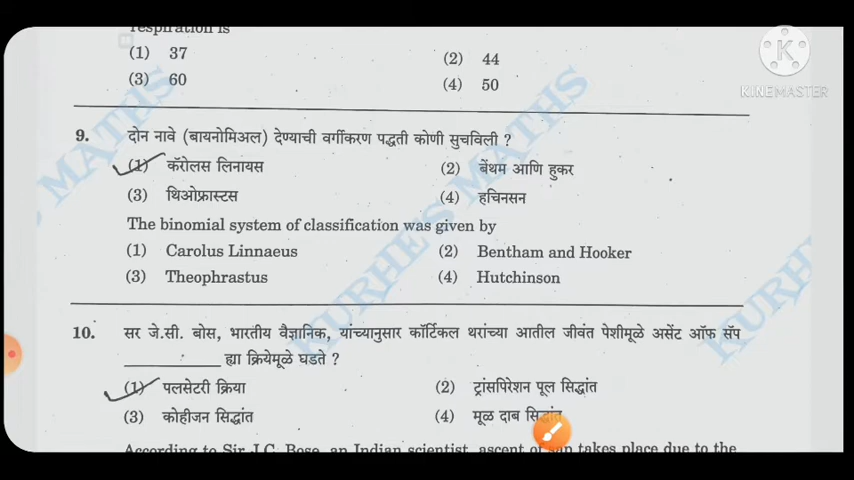 respiration is
(1) 37
(2) 44
(3) 60
(4) 50
KINEMASTER
9. दोन नावे (बायनोमिअल) देण्याची वर्गीकरण पद्धती कोणी सुचविली ?
(1) कॅरोलस लिनायस
(2) बेंथम आणि हुकर
(3) थिओफ्रास्टस
(4) हचिनसन
The binomial system of classification was given by
(1) Carolus Linnaeus
(2) Bentham and Hooker
(3) Theophrastus
(4) Hutchinson
10. सर जे.सी. बोस, भारतीय वैज्ञानिक, यांच्यानुसार कॉर्टिकल थरांच्या आतील जीवंत पेशीमूळे असेंट ऑफ सॅप
__________ ह्या क्रियेमूळे घडते ?
(1) पलसेटरी क्रिया
(2) ट्रांसपिरेशन पूल सिद्धांत
(3) कोहीजन सिद्धांत
(4) मूळ दाब सिद्धांत
According to Sir J.C. Bose, an Indian scientist, ascent of sap takes place due to the
KURHE'S MATHS